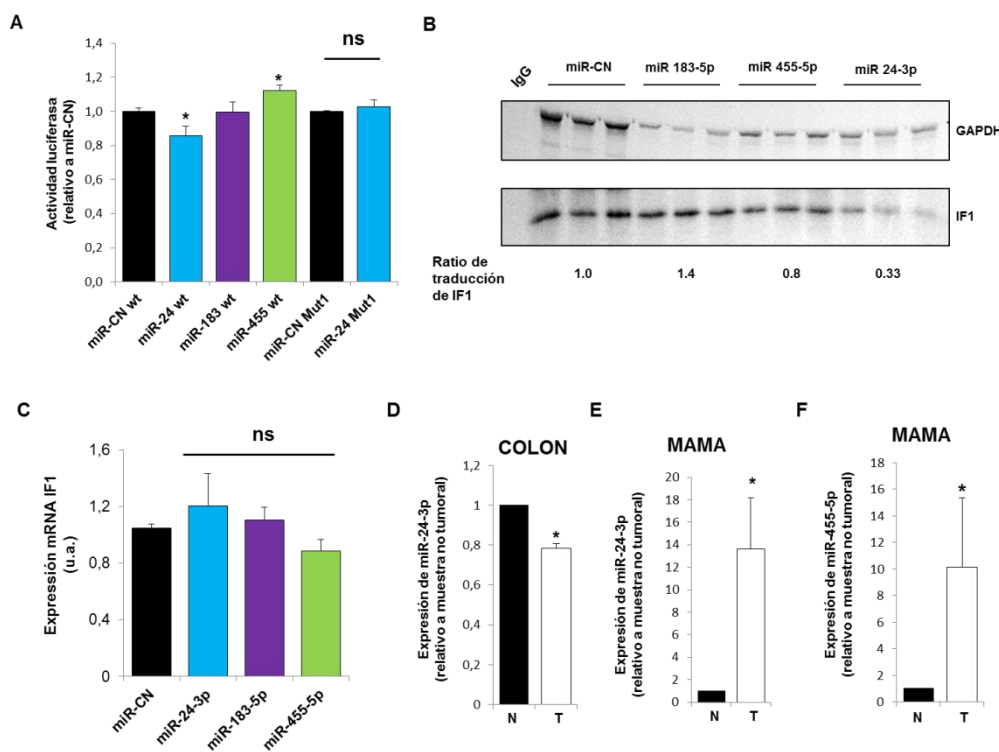 A
Actividad luciferasa
(relativo a miR-CN)
1,4
1,2
1,0
0,8
0,6
0,4
0,2
0,0
*
*
ns
miR-CN wt
miR-24 wt
miR-183 wt
miR-455 wt
miR-CN Mut1
miR-24 Mut1
B
IgG
miR-CN
miR 183-5p
miR 455-5p
miR 24-3p
GAPDH
IF1
Ratio de
traducción
de IF1
1.0
1.4
0.8
0.33
C
Expresión mRNA IF1
(u.a.)
1,6
1.2
0.8
0.4
0
ns
miR-CN
miR-24-3p
miR-183-5p
miR-455-5p
D
COLON
Expresión de miR-24-3p
(relativo a muestra no tumoral)
1,2
1
0,8
0,6
0,4
0,2
0
*
N
T
E
MAMA
Expresión de miR-24-3p
(relativo a muestra no tumoral)
20
18
16
14
12
10
8
6
4
2
0
*
N
T
F
MAMA
Expresión de miR-455-5p
(relativo a muestra no tumoral)
18
16
14
12
10
8
6
4
2
0
*
N
T